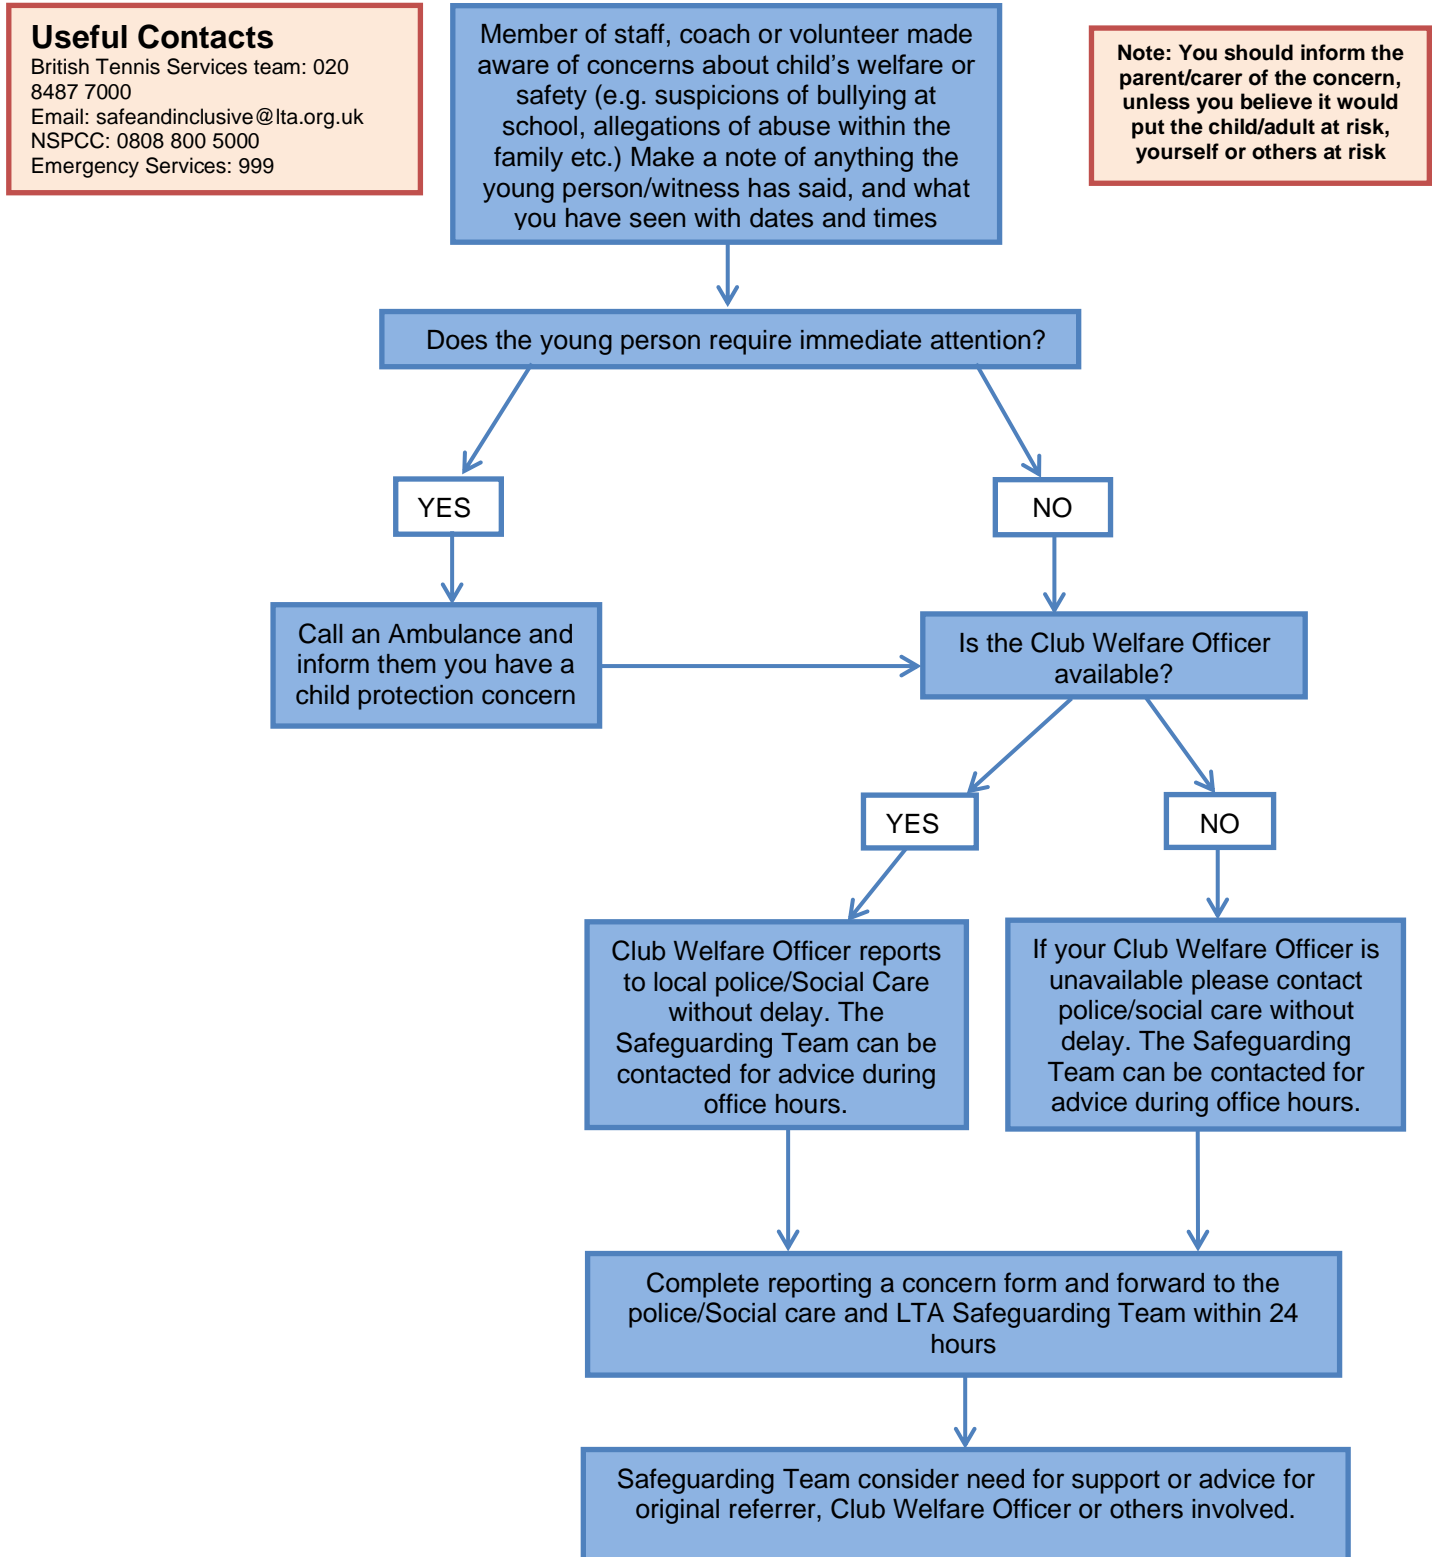 Useful Contacts
British Tennis Services team: 020
8487 7000
Email: safeandinclusive@lta.org.uk
NSPCC: 0808 800 5000
Emergency Services: 999
Member of staff, coach or volunteer made
aware of concerns about child's welfare or
safety (e.g. suspicions of bullying at
school, allegations of abuse within the
family etc.) Make a note of anything the
young person/witness has said, and what
you have seen with dates and times
Note: You should inform the
parent/carer of the concern,
unless you believe it would
put the child/adult at risk,
yourself or others at risk
Does the young person require immediate attention?
YES
NO
Call an Ambulance and
inform them you have a
child protection concern
Is the Club Welfare Officer
available?
YES
NO
Club Welfare Officer reports
to local police/Social Care
without delay. The
Safeguarding Team can be
contacted for advice during
office hours.
If your Club Welfare Officer is
unavailable please contact
police/social care without
delay. The Safeguarding
Team can be contacted for
advice during office hours.
Complete reporting a concern form and forward to the
police/Social care and LTA Safeguarding Team within 24
hours
Safeguarding Team consider need for support or advice for
original referrer, Club Welfare Officer or others involved.